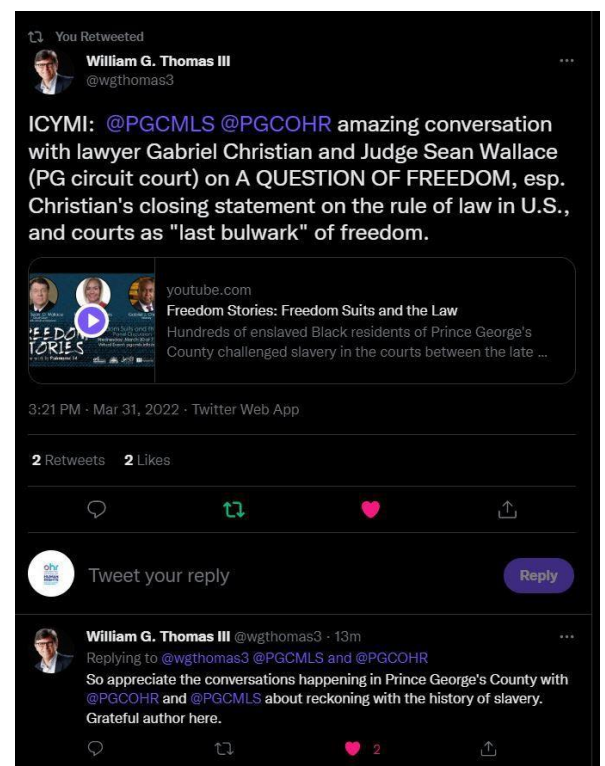 You Retweeted
William G. Thomas III
@wgthomas3
ICYMI: @PGCMLS @PGCOHR amazing conversation
with lawyer Gabriel Christian and Judge Sean Wallace
(PG circuit court) on A QUESTION OF FREEDOM, esp.
Christian's closing statement on the rule of law in U.S.,
and courts as "last bulwark" of freedom.
youtube.com
Freedom Stories: Freedom Suits and the Law
Hundreds of enslaved Black residents of Prince George's
County challenged slavery in the courts between the late ...
3:21 PM · Mar 31, 2022 · Twitter Web App
2 Retweets 2 Likes
ohr
Tweet your reply
Reply
William G. Thomas III @wgthomas3 · 13m
Replying to @wgthomas3 @PGCMLS and @PGCOHR
So appreciate the conversations happening in Prince George's County with
@PGCOHR and @PGCMLS about reckoning with the history of slavery.
Grateful author here.
2